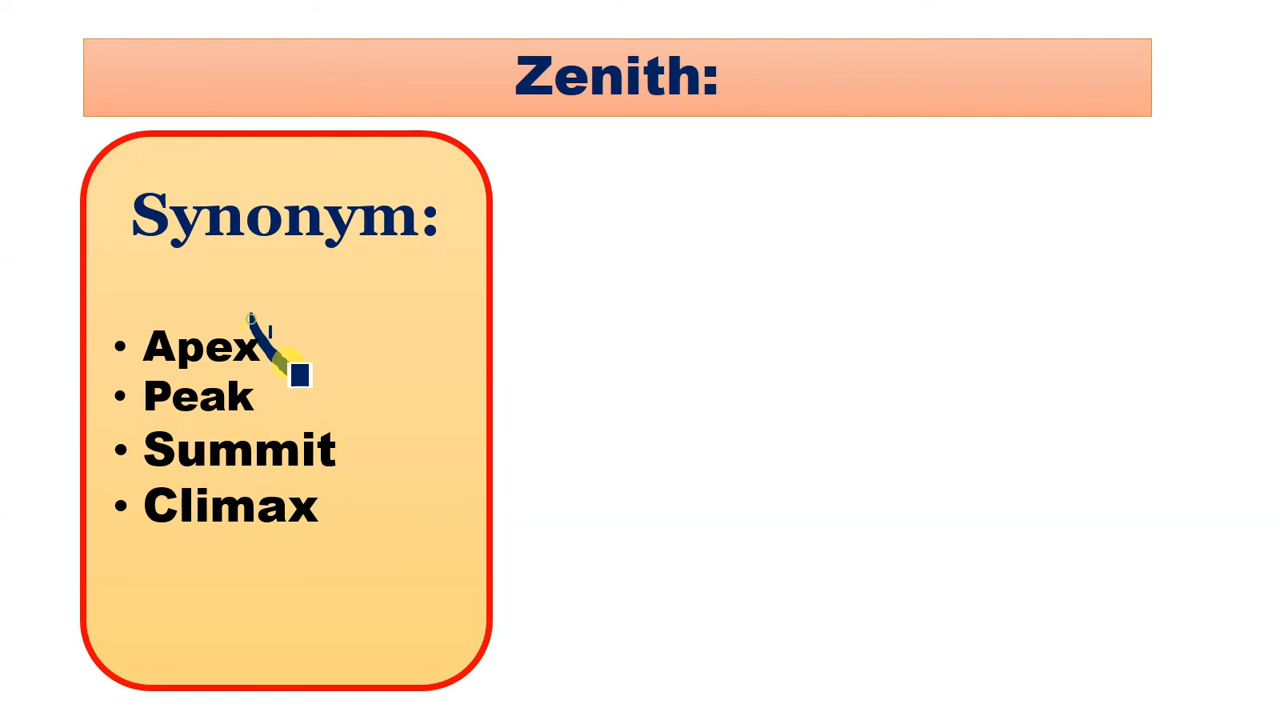 Zenith:
Synonym:
• Apex
• Peak
• Summit
• Climax